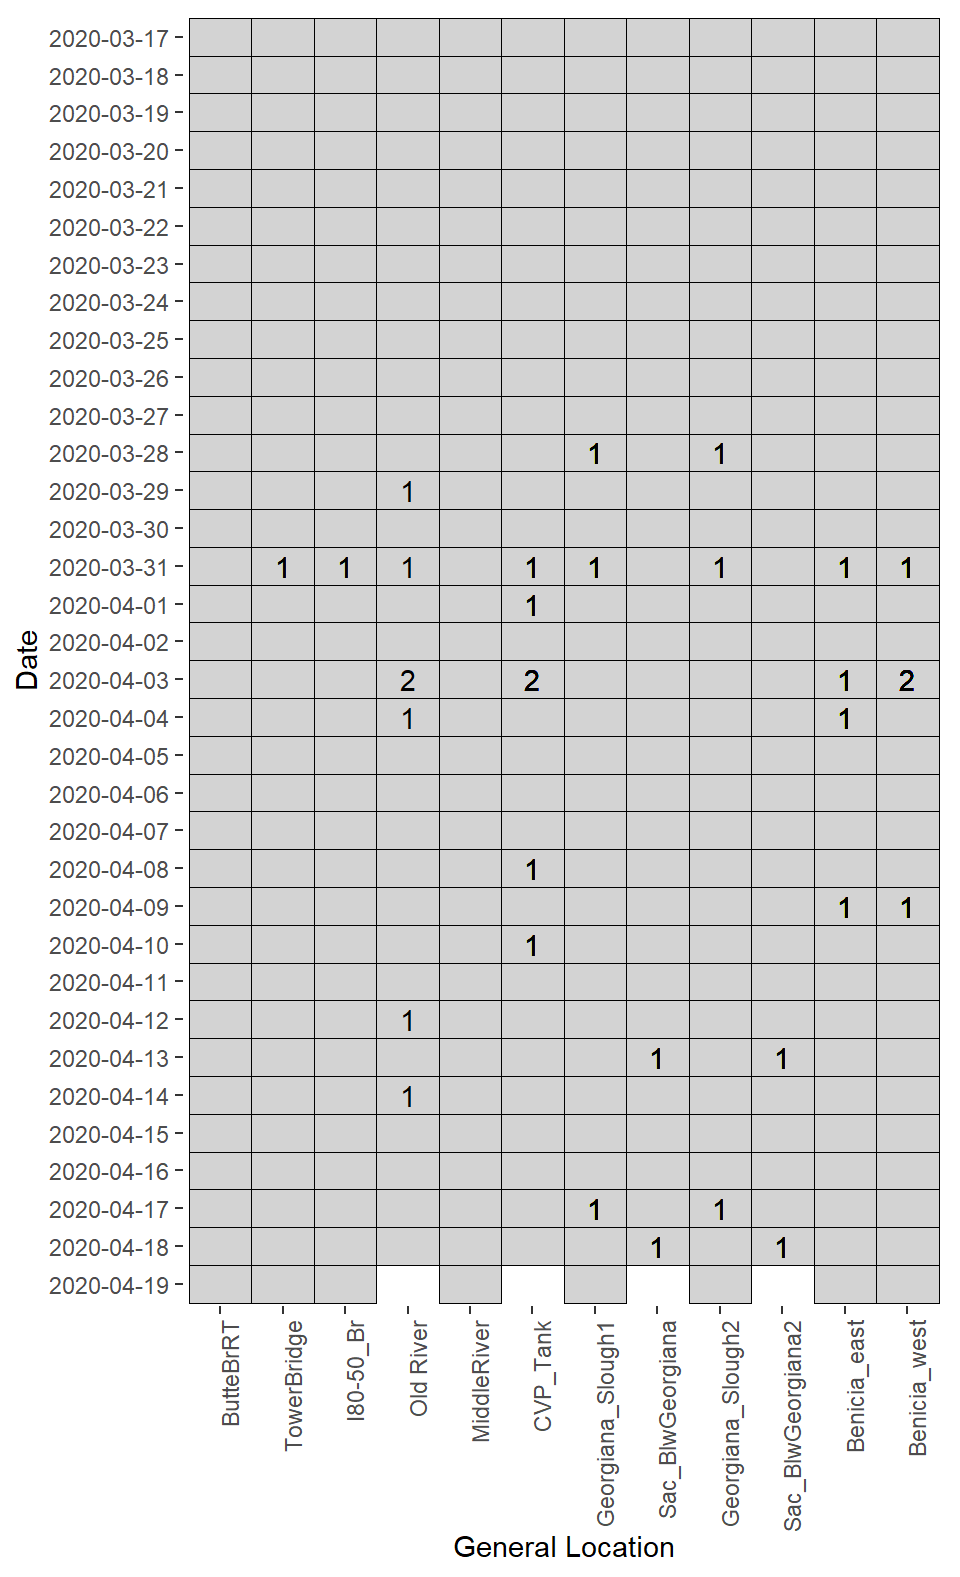 2020-03-17
2020-03-18
2020-03-19
2020-03-20
2020-03-21
2020-03-22
2020-03-23
2020-03-24
2020-03-25
2020-03-26
2020-03-27
2020-03-28 1 1
2020-03-29 1
2020-03-30
2020-03-31 1 1 1 1 1 1 1 1
2020-04-01 1
2020-04-02
Date
2020-04-03 2 2 1 2
2020-04-04 1 1
2020-04-05
2020-04-06
2020-04-07
2020-04-08 1
2020-04-09 1 1
2020-04-10 1
2020-04-11
2020-04-12 1
2020-04-13 1 1
2020-04-14 1
2020-04-15
2020-04-16
2020-04-17 1 1
2020-04-18 1 1
2020-04-19
ButteBrRT
TowerBridge
I80-50_Br
Old River
MiddleRiver
CVP_Tank
Georgiana_Slough1
Sac_BlwGeorgiana
Georgiana_Slough2
Sac_BlwGeorgiana2
Benicia_east
Benicia_west
General Location